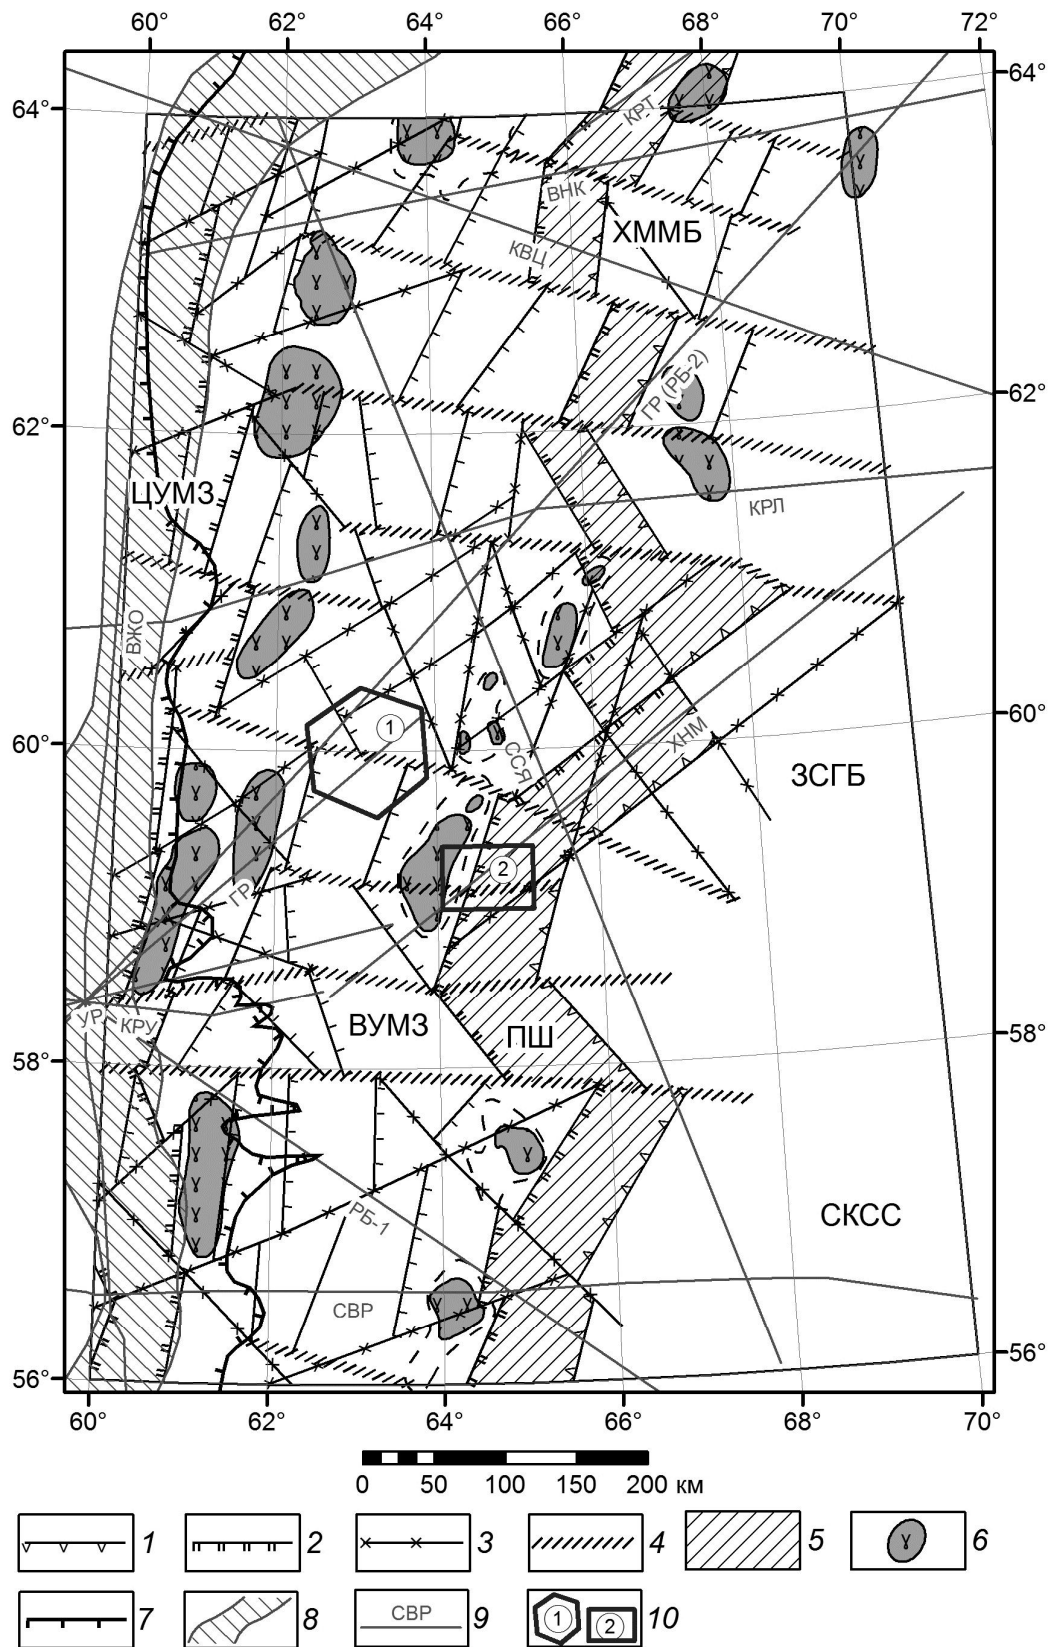 60° 62° 64° 66° 68° 70° 72°
64° 64°
КРТ
ВНК
ХММБ
КВЦ
ГР (РБ-2)
62° 62°
ЦУМЗ
КРЛ
ВЖО
60° 60°
1
ССЯ
ХНМ
ЗСГБ
2
ГР
УР
КРУ
ВУМЗ
ПШ
58° 58°
РБ-1
СКСС
СВР
56° 56°
60° 62° 64° 66° 68° 70°
0 50 100 150 200 км
1 2 3 4 5 6
7 8 СВР 9 1 2 10